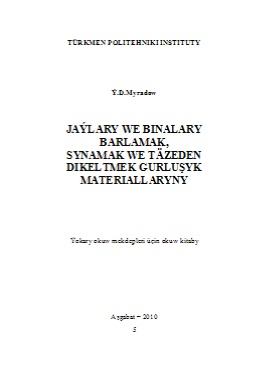 TÜRKMEN POLITEHNIKI INSTITUTY
Ý.D.Myradow
JAÝLARY WE BINALARY
BARLAMAK,
SYNAMAK WE TÄZEDEN
DIKELTMEK GURLUŞYK
MATERIALLARYNY
Ýokary okuw mekdepleri üçin okuw kitaby
Aşgabat – 2010
5